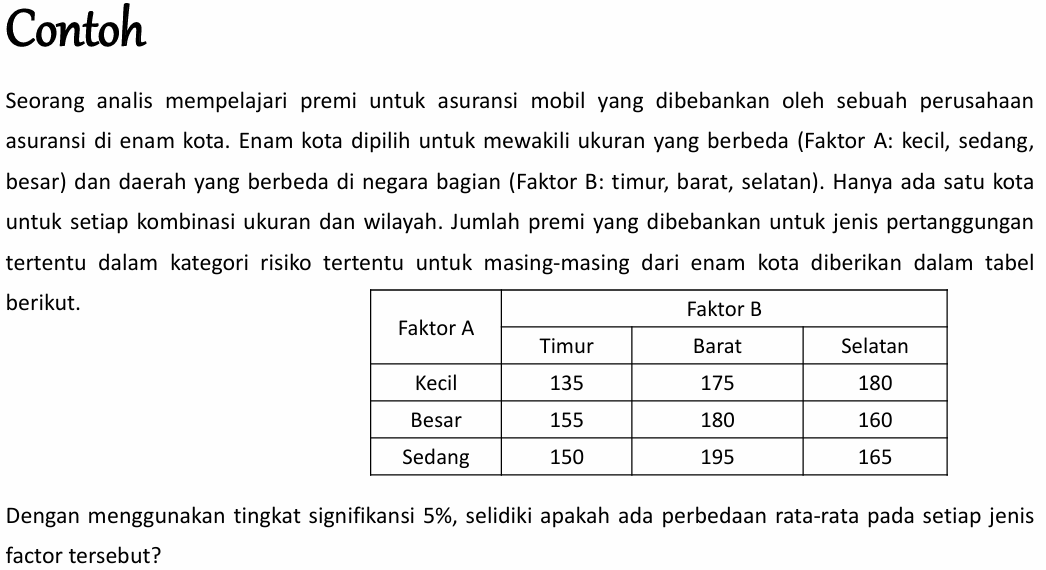 Contoh
Seorang analis mempelajari premi untuk asuransi mobil yang dibebankan oleh sebuah perusahaan
asuransi di enam kota. Enam kota dipilih untuk mewakili ukuran yang berbeda (Faktor A: kecil, sedang,
besar) dan daerah yang berbeda di negara bagian (Faktor B: timur, barat, selatan). Hanya ada satu kota
untuk setiap kombinasi ukuran dan wilayah. Jumlah premi yang dibebankan untuk jenis pertanggungan
tertentu dalam kategori risiko tertentu untuk masing-masing dari enam kota diberikan dalam tabel
berikut.
Faktor A Faktor B
Timur Barat Selatan
Kecil 135 175 180
Besar 155 180 160
Sedang 150 195 165
Dengan menggunakan tingkat signifikansi 5%, selidiki apakah ada perbedaan rata-rata pada setiap jenis
factor tersebut?